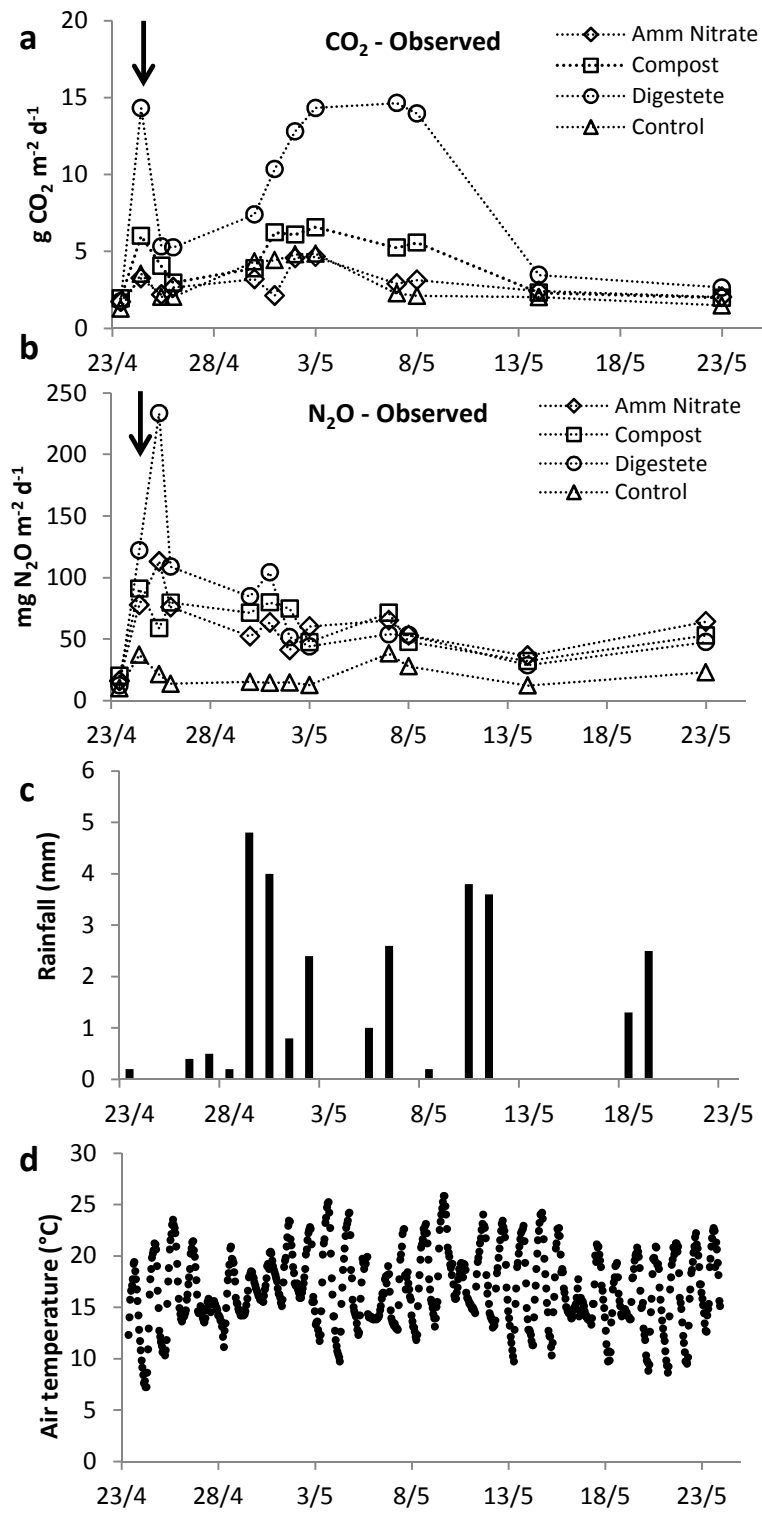 a
CO₂ - Observed
Amm Nitrate
Compost
Digestete
Control
g CO₂ m⁻² d⁻¹
20
15
10
5
0
23/4 28/4 3/5 8/5 13/5 18/5 23/5
b
N₂O - Observed
Amm Nitrate
Compost
Digestete
Control
mg N₂O m⁻² d⁻¹
250
200
150
100
50
0
23/4 28/4 3/5 8/5 13/5 18/5 23/5
c
Rainfall (mm)
6
5
4
3
2
1
0
23/4 28/4 3/5 8/5 13/5 18/5 23/5
d
Air temperature (°C)
30
25
20
15
10
5
0
23/4 28/4 3/5 8/5 13/5 18/5 23/5